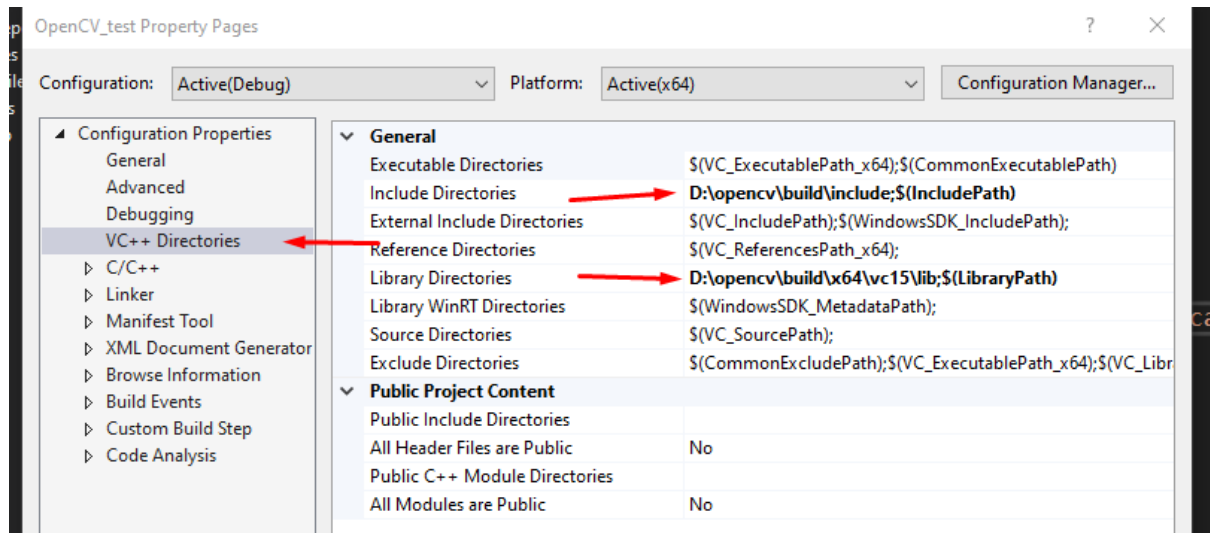 OpenCV_test Property Pages ? ×
Configuration: Active(Debug) Platform: Active(x64) Configuration Manager...
Configuration Properties
General
Advanced
Debugging
VC++ Directories
C/C++
Linker
Manifest Tool
XML Document Generator
Browse Information
Build Events
Custom Build Step
Code Analysis
General
Executable Directories $(VC_ExecutablePath_x64);$(CommonExecutablePath)
Include Directories D:\opencv\build\include;$(IncludePath)
External Include Directories $(VC_IncludePath);$(WindowsSDK_IncludePath);
Reference Directories $(VC_ReferencesPath_x64);
Library Directories D:\opencv\build\x64\vc15\lib;$(LibraryPath)
Library WinRT Directories $(WindowsSDK_MetadataPath);
Source Directories $(VC_SourcePath);
Exclude Directories $(CommonExcludePath);$(VC_ExecutablePath_x64);$(VC_Libr
Public Project Content
Public Include Directories
All Header Files are Public No
Public C++ Module Directories
All Modules are Public No